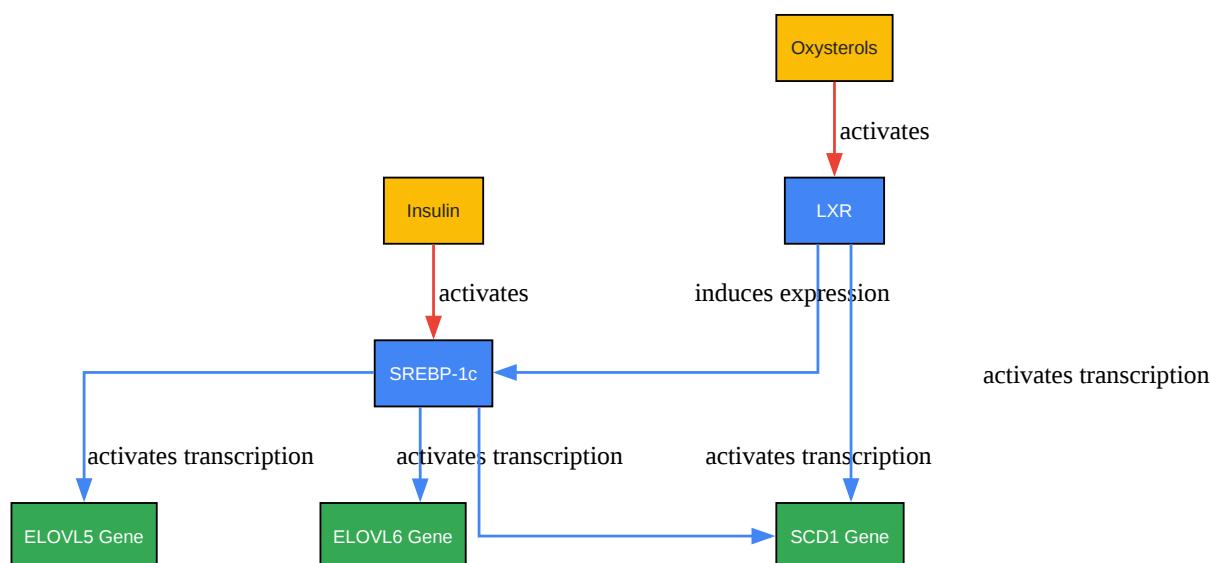 Oxysterols
activates
Insulin
LXR
activates
induces expression
SREBP-1c
activates transcription
activates transcription
activates transcription
activates transcription
ELOVL5 Gene
ELOVL6 Gene
SCD1 Gene